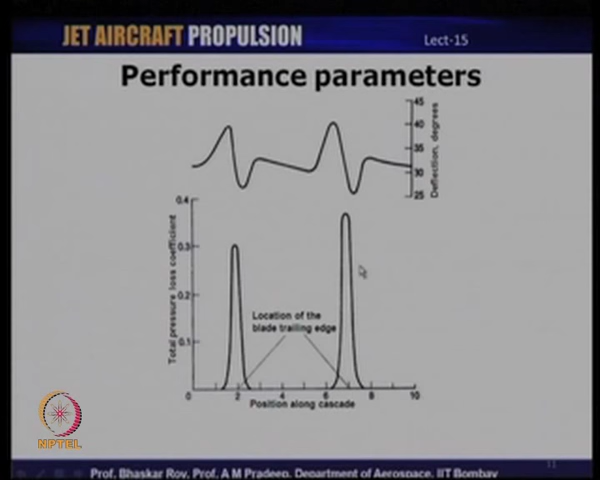 JET AIRCRAFT PROPULSION
Lect-15
Performance parameters
45
40
35
30
25
Deflection, degrees
0.4
0.3
0.2
0.1
Total pressure loss coefficient
Location of the
blade trailing edge
0 2 4 6 8 10
Position along cascade
NPTEL
11
Prof. Bhaskar Roy, Prof. A M Pradeep, Department of Aerospace, IIT Bombay